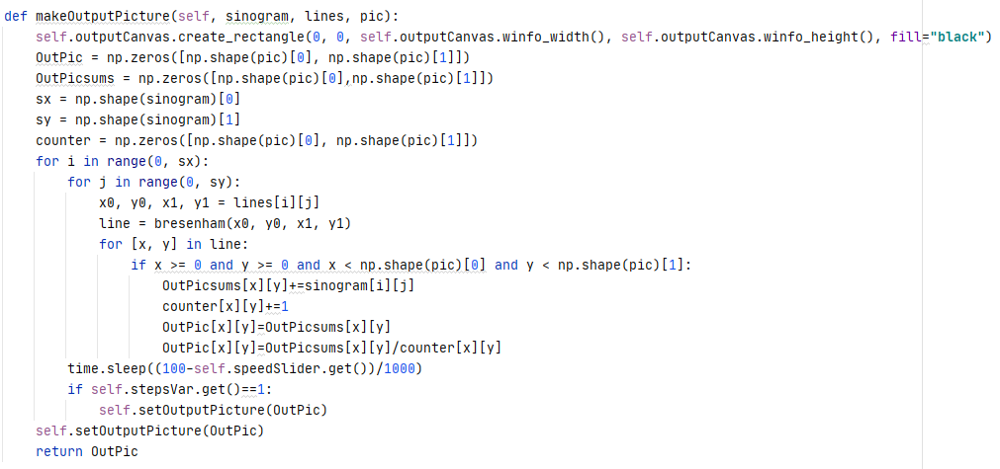 def makeOutputPicture(self, sinogram, lines, pic):
    self.outputCanvas.create_rectangle(0, 0, self.outputCanvas.winfo_width(), self.outputCanvas.winfo_height(), fill="black")
    OutPic = np.zeros([np.shape(pic)[0], np.shape(pic)[1]])
    OutPicsums = np.zeros([np.shape(pic)[0],np.shape(pic)[1]])
    sx = np.shape(sinogram)[0]
    sy = np.shape(sinogram)[1]
    counter = np.zeros([np.shape(pic)[0], np.shape(pic)[1]])
    for i in range(0, sx):
        for j in range(0, sy):
            x0, y0, x1, y1 = lines[i][j]
            line = bresenham(x0, y0, x1, y1)
            for [x, y] in line:
                if x >= 0 and y >= 0 and x < np.shape(pic)[0] and y < np.shape(pic)[1]:
                    OutPicsums[x][y]+=sinogram[i][j]
                    counter[x][y]+=1
                    OutPic[x][y]=OutPicsums[x][y]
                    OutPic[x][y]=OutPicsums[x][y]/counter[x][y]
        time.sleep((100-self.speedSlider.get())/1000)
        if self.stepsVar.get()==1:
            self.setOutputPicture(OutPic)
    self.setOutputPicture(OutPic)
    return OutPic